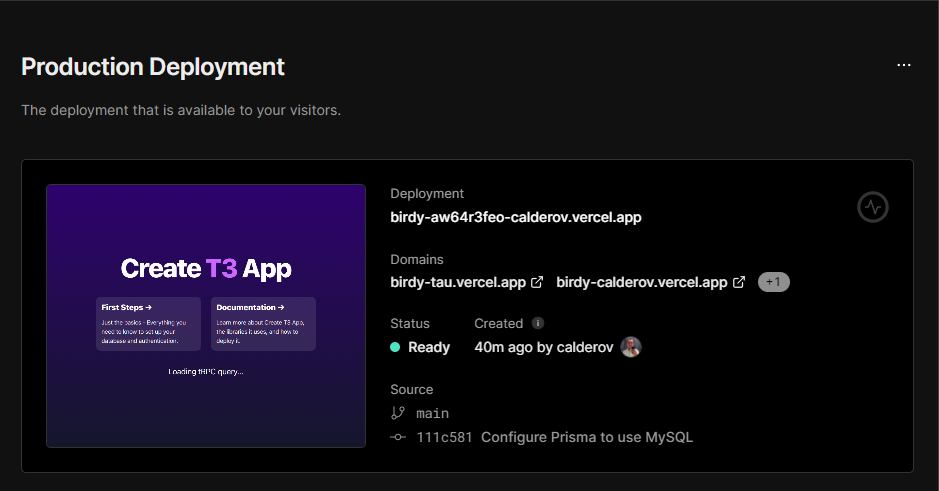 Production Deployment
The deployment that is available to your visitors.
Create T3 App
First Steps →
Just the basics - Everything you
need to know to set up your
database and authentication.
Documentation →
Learn more about Create T3 App,
the libraries it uses, and how to
deploy it.
Loading tRPC query...
Deployment
birdy-aw64r3feo-calderov.vercel.app
Domains
birdy-tau.vercel.app birdy-calderov.vercel.app +1
Status Created
Ready 40m ago by calderov
Source
main
111c581 Configure Prisma to use MySQL